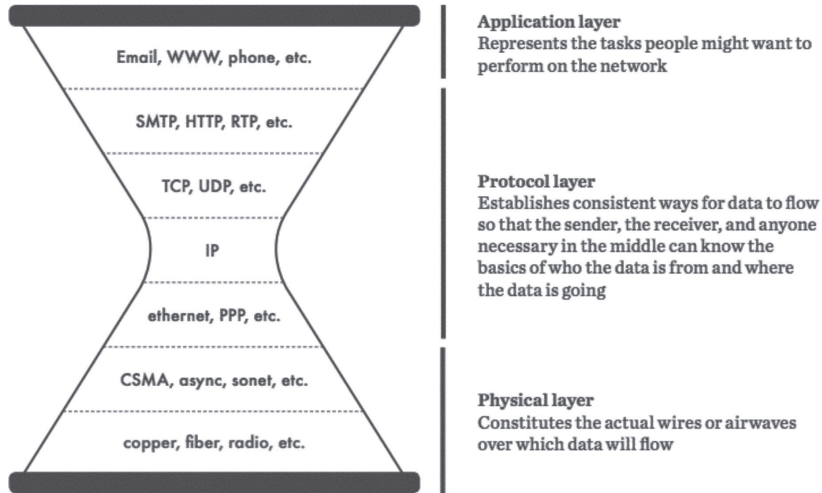 Email, WWW, phone, etc.
SMTP, HTTP, RTP, etc.
TCP, UDP, etc.
IP
ethernet, PPP, etc.
CSMA, async, sonet, etc.
copper, fiber, radio, etc.
Application layer
Represents the tasks people might want to
perform on the network
Protocol layer
Establishes consistent ways for data to flow
so that the sender, the receiver, and anyone
necessary in the middle can know the
basics of who the data is from and where
the data is going
Physical layer
Constitutes the actual wires or airwaves
over which data will flow